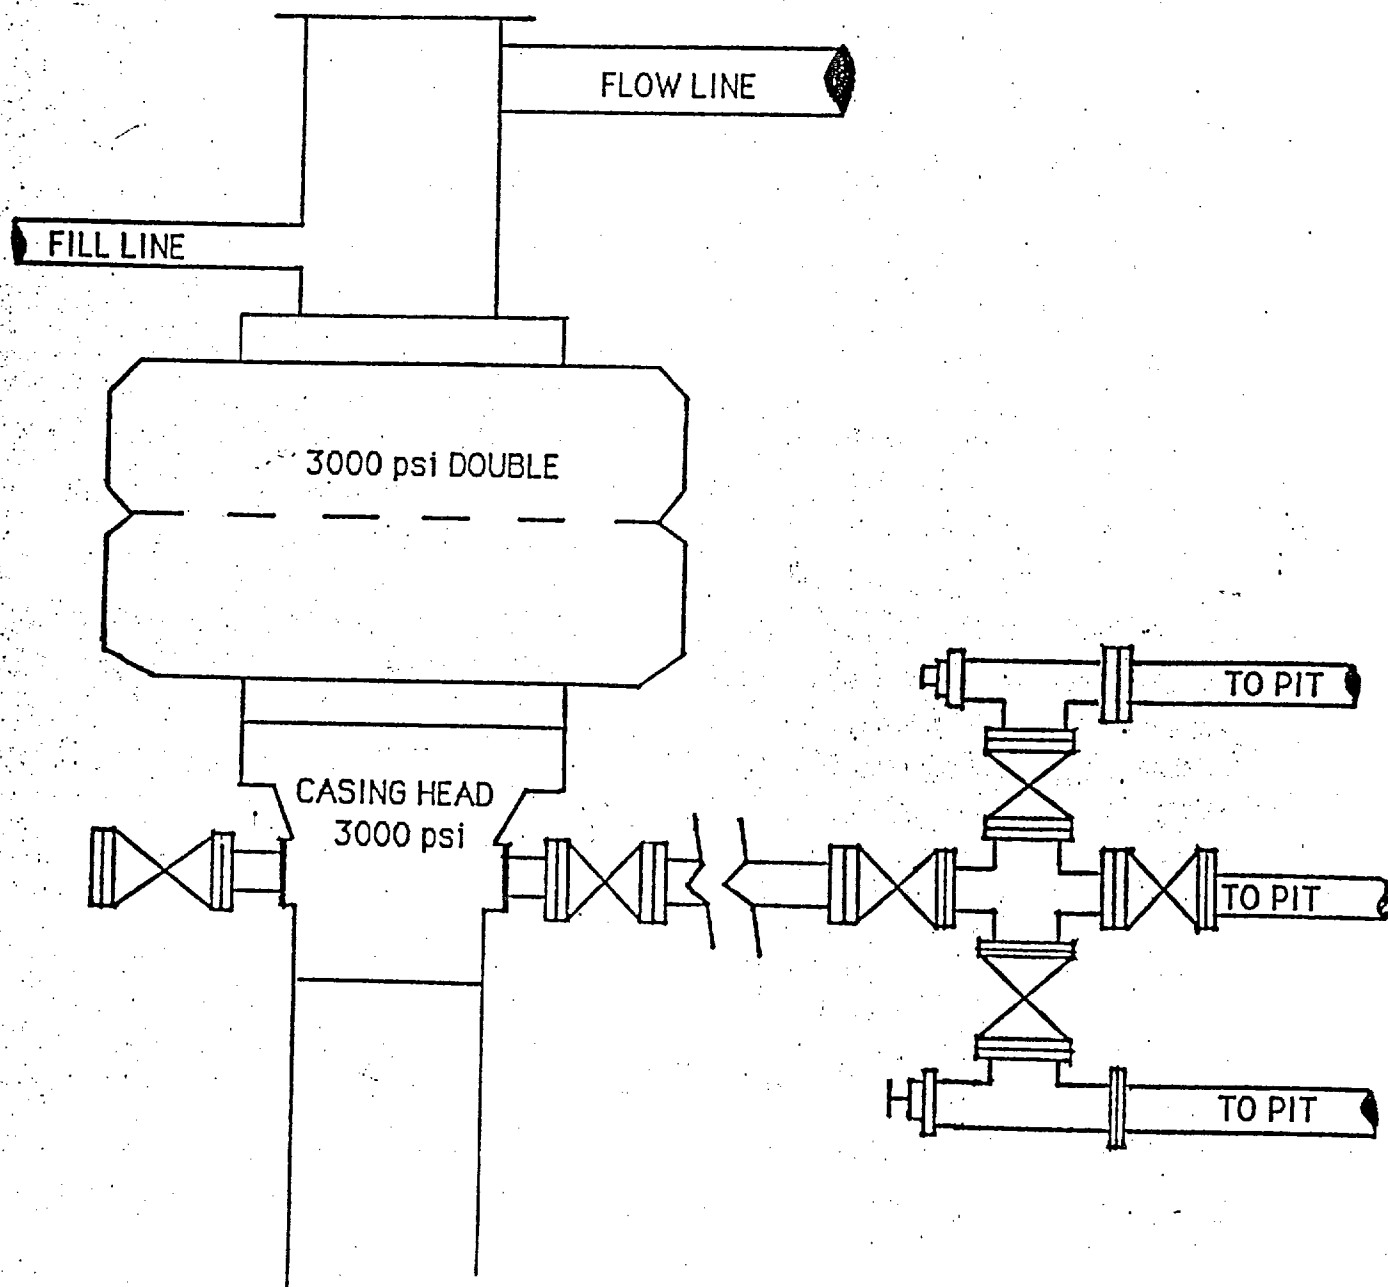 FLOW LINE
FILL LINE
3000 psi DOUBLE
TO PIT
CASING HEAD
3000 psi
TO PIT
TO PIT